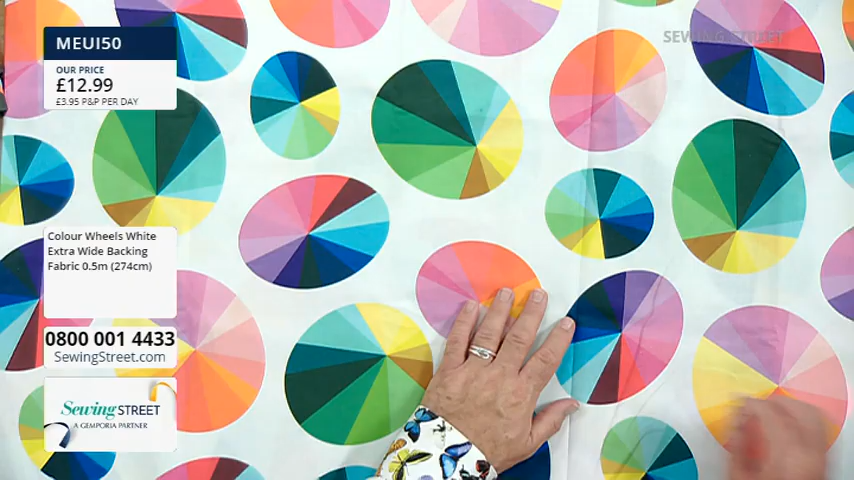 MEUI50
OUR PRICE
£12.99
£3.95 P&P PER DAY
SEWING STREET
Colour Wheels White
Extra Wide Backing
Fabric 0.5m (274cm)
0800 001 4433
SewingStreet.com
Sewing STREET
A GEMPORIA PARTNER